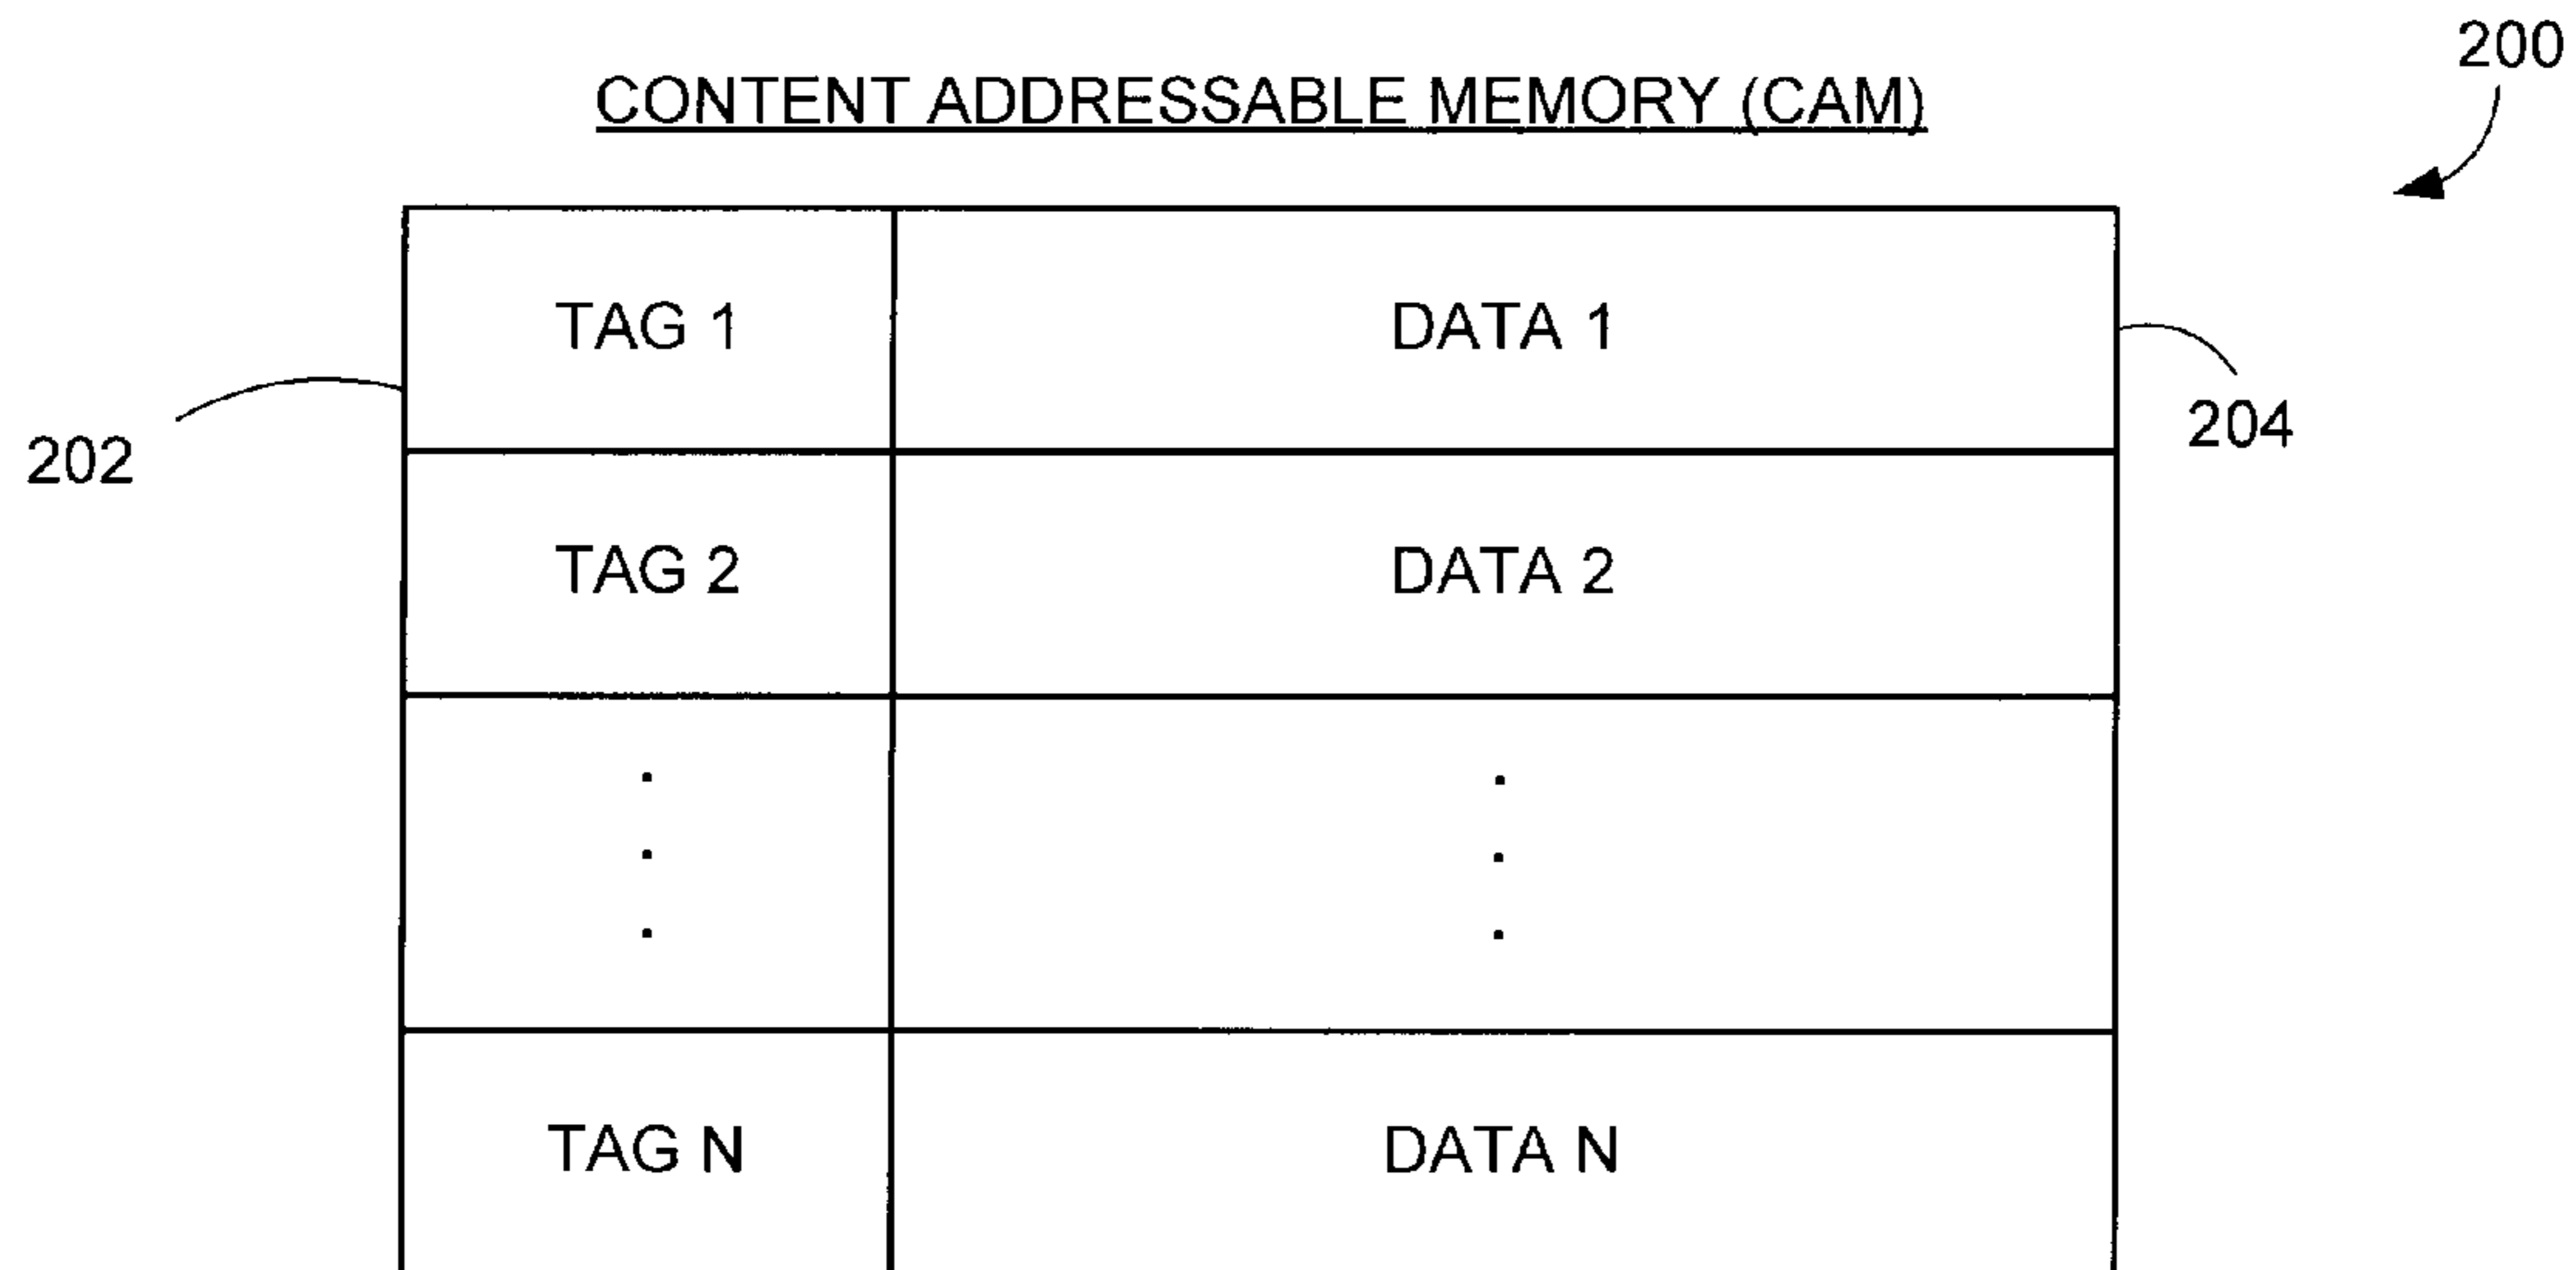 200
CONTENT ADDRESSABLE MEMORY (CAM)
TAG 1 DATA 1
204
202
TAG 2 DATA 2
TAG N DATA N